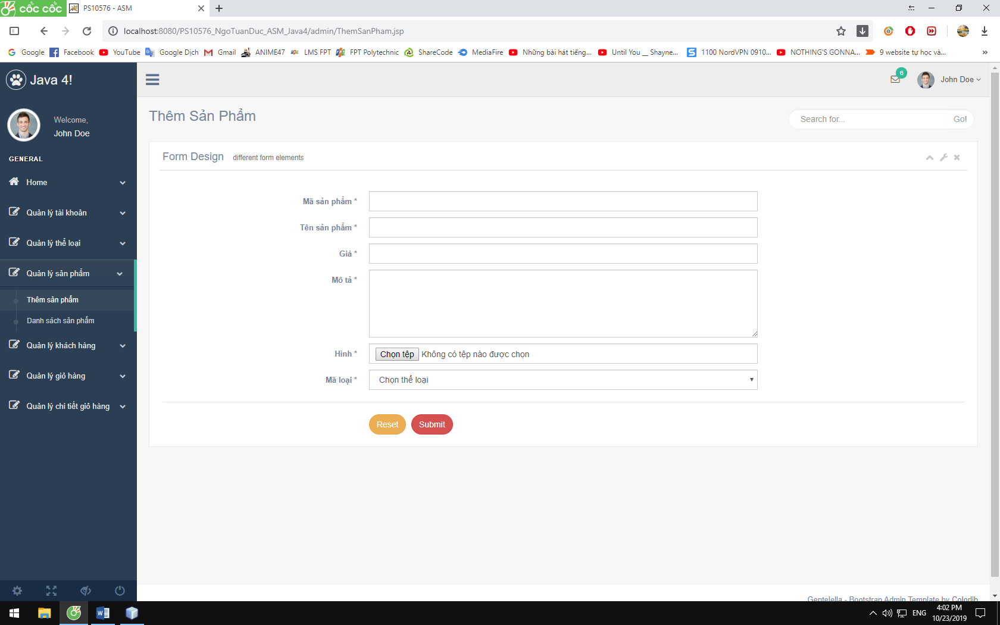 cốc cốc
PS10576 - ASM
localhost:8080/PS10576_NgoTuanDuc_ASM_Java4/admin/ThemSanPham.jsp
Google Facebook YouTube Google Dịch Gmail ANIME47 LMS FPT FPT Polytechnic ShareCode MediaFire Những bài hát tiếng... Until You __ Shayne... 1100 NordVPN 0910... NOTHING'S GONNA... 9 website tự học và... »
Java 4!
6
John Doe
Welcome,
John Doe
Thêm Sản Phẩm
Search for...
Go!
GENERAL
Home
Quản lý tài khoản
Quản lý thể loại
Quản lý sản phẩm
Thêm sản phẩm
Danh sách sản phẩm
Quản lý khách hàng
Quản lý giỏ hàng
Quản lý chi tiết giỏ hàng
Form Design different form elements
Mã sản phẩm *
Tên sản phẩm *
Giá *
Mô tả *
Hình * Chọn tệp Không có tệp nào được chọn
Mã loại * Chọn thể loại
Reset Submit
Gentelella - Bootstrap Admin Template by Colorlib
ENG
4:02 PM
10/23/2019